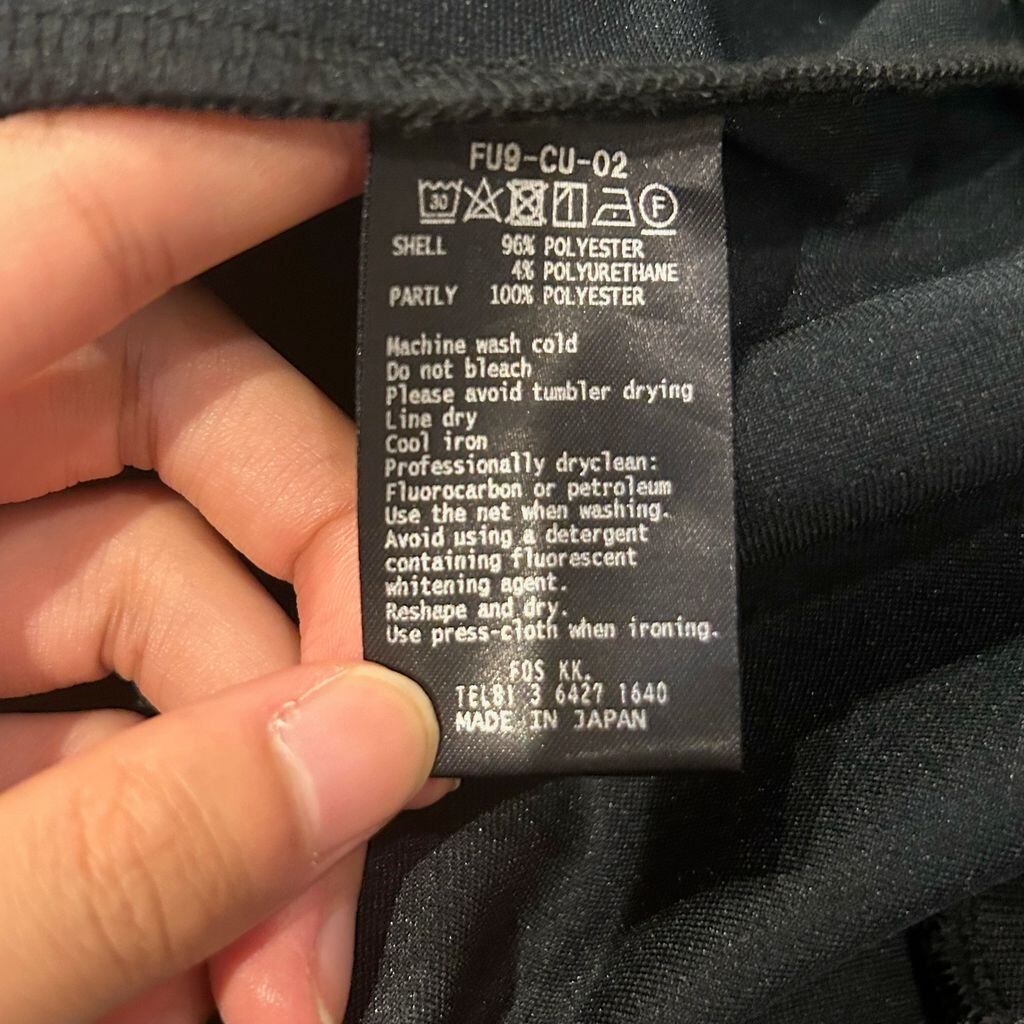 FU9-CU-02
30 F
SHELL 96% POLYESTER
4% POLYURETHANE
PARTLY 100% POLYESTER
Machine wash cold
Do not bleach
Please avoid tumbler drying
Line dry
Cool iron
Professionally dryclean:
Fluorocarbon or petroleum
Use the net when washing.
Avoid using a detergent
containing fluorescent
whitening agent.
Reshape and dry.
Use press-cloth when ironing.
FOS KK.
TEL81 3 6427 1640
MADE IN JAPAN